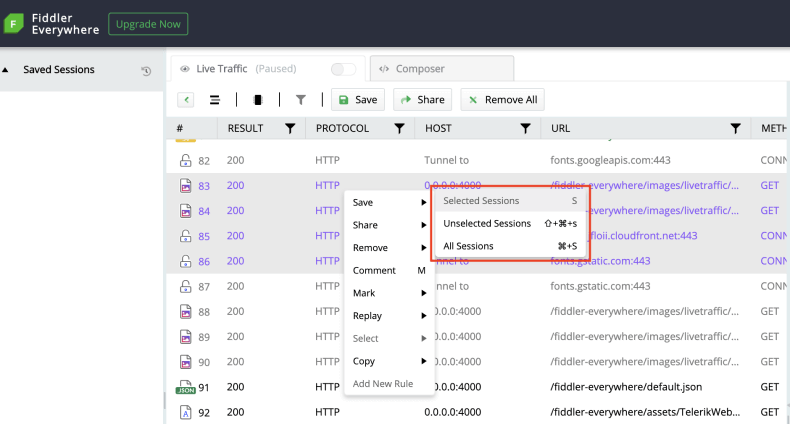 Fiddler
Everywhere
Upgrade Now
Saved Sessions
Live Traffic (Paused)
Composer
Save
Share
Remove All
# RESULT PROTOCOL HOST URL METH
82 200 HTTP Tunnel to fonts.googleapis.com:443 CONN
83 200 HTTP 0.0.0.0:4000 /fiddler-everywhere/images/livetraffic/... GET
84 200 HTTP everywhere/images/livetraffic/... GET
85 200 HTTP floii.cloudfront.net:443 CONN
86 200 HTTP Tunnel to fonts.gstatic.com:443 CONN
87 200 HTTP nnel to fonts.gstatic.com:443 CONN
88 200 HTTP 0.0.0:4000 /fiddler-everywhere/images/livetraffic/... GET
89 200 HTTP 0.0.0:4000 /fiddler-everywhere/images/livetraffic/... GET
90 200 HTTP 0.0.0:4000 /fiddler-everywhere/images/livetraffic/... GET
JSON 91 200 HTTP 0.0.0:4000 /fiddler-everywhere/default.json GET
92 200 HTTP 0.0.0.0:4000 /fiddler-everywhere/assets/TelerikWeb... GET
Save
Share
Remove
Comment M
Mark
Replay
Select
Copy
Add New Rule
Selected Sessions S
Unselected Sessions ⇧+⌘+s
All Sessions ⌘+S